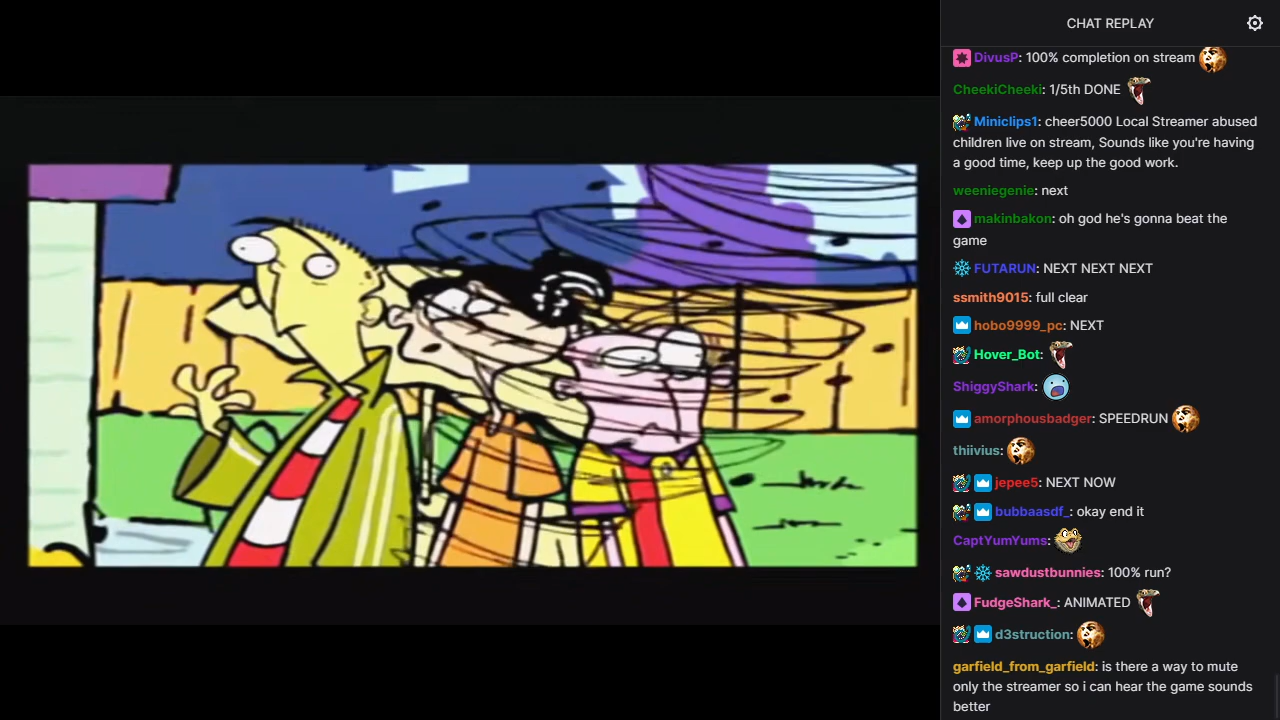 CHAT REPLAY
DivusP: 100% completion on stream
CheekiCheeki: 1/5th DONE
Miniclips1: cheer5000 Local Streamer abused
children live on stream, Sounds like you're having
a good time, keep up the good work.
weeniegenie: next
makinbakon: oh god he's gonna beat the
game
FUTARUN: NEXT NEXT NEXT
ssmith9015: full clear
hobo9999_pc: NEXT
Hover_Bot:
ShiggyShark:
amorphousbadger: SPEEDRUN
thiivius:
jepee5: NEXT NOW
bubbaasdf_: okay end it
CaptYumYums:
sawdustbunnies: 100% run?
FudgeShark_: ANIMATED
d3struction:
garfield_from_garfield: is there a way to mute
only the streamer so i can hear the game sounds
better